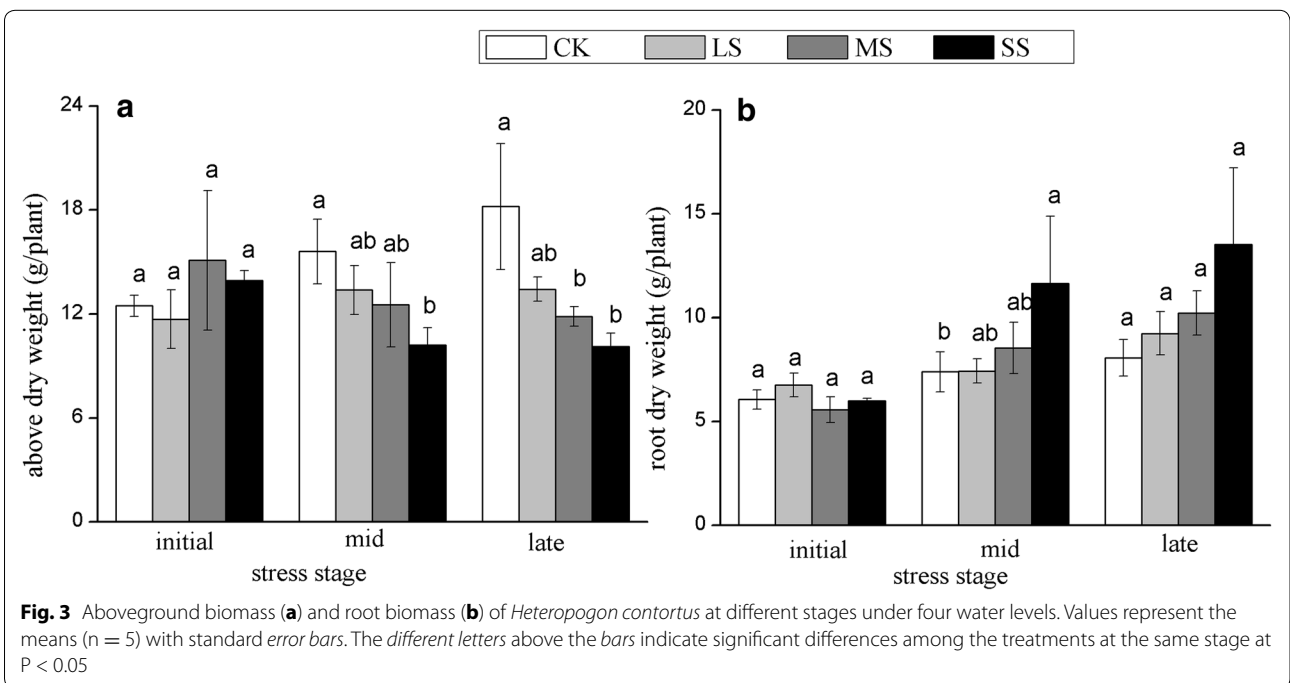 CK LS MS SS
a
24
18
12
6
0
above dry weight (g/plant)
a a a a
a ab ab b
a ab b b
initial mid late
stress stage
b
20
15
10
5
0
root dry weight (g/plant)
a a a a
b ab ab a
a a a a
initial mid late
stress stage
Fig. 3 Aboveground biomass (a) and root biomass (b) of Heteropogon contortus at different stages under four water levels. Values represent the
means (n = 5) with standard error bars. The different letters above the bars indicate significant differences among the treatments at the same stage at
P < 0.05